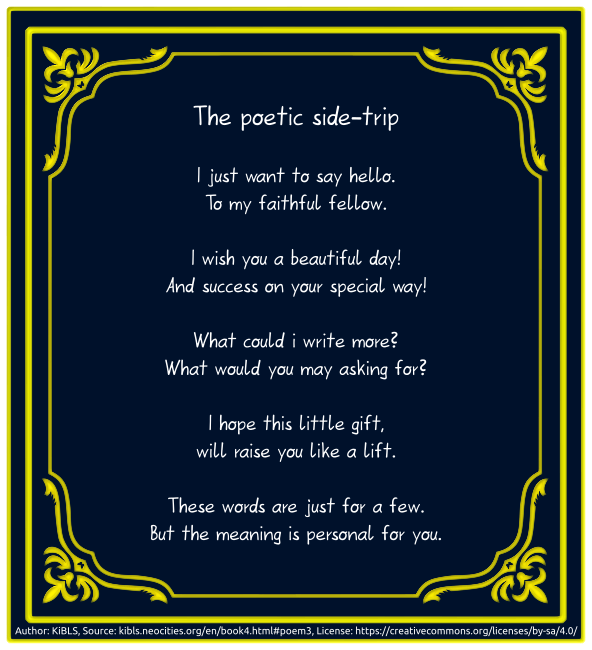 The poetic side-trip
I just want to say hello.
To my faithful fellow.
I wish you a beautiful day!
And success on your special way!
What could i write more?
What would you may asking for?
I hope this little gift,
will raise you like a lift.
These words are just for a few.
But the meaning is personal for you.
Author: KiBLS, Source: kibls.neocities.org/en/book4.html#poem3, License: https://creativecommons.org/licenses/by-sa/4.0/